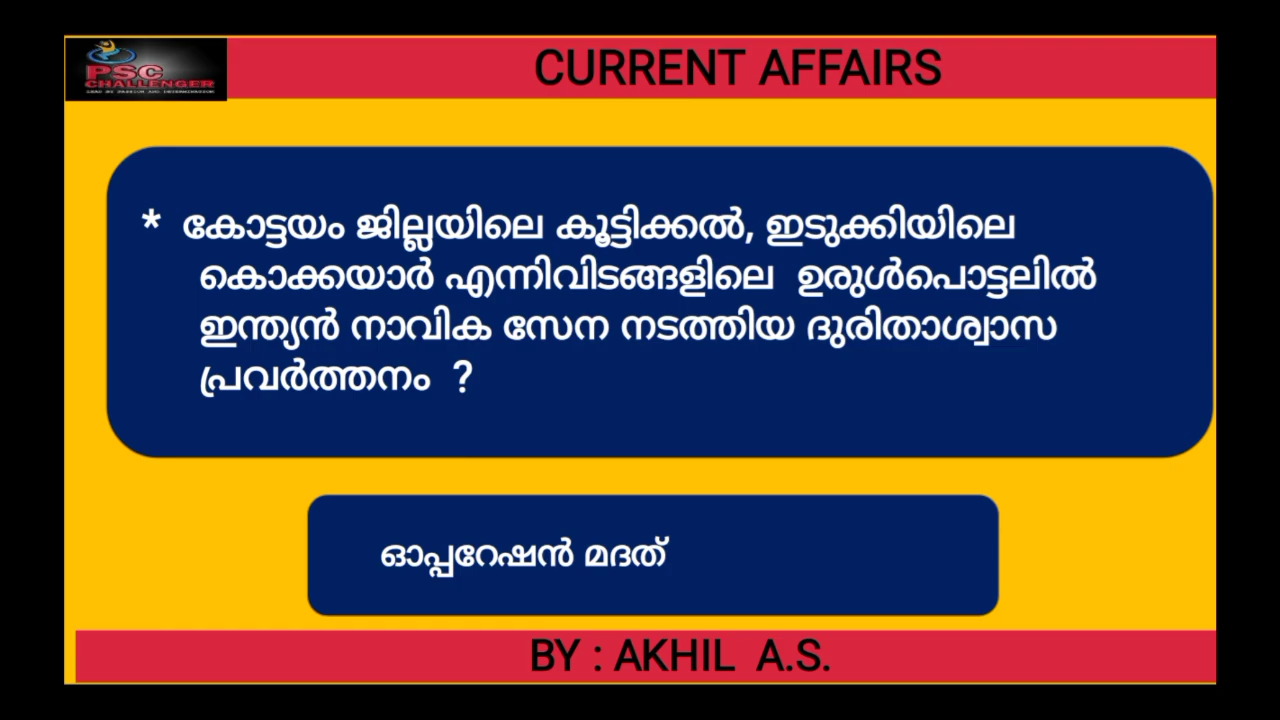 PSC
CHALLENGER
CURRENT AFFAIRS
* കോട്ടയം ജില്ലയിലെ കൂട്ടിക്കൽ, ഇടുക്കിയിലെ
കൊക്കയാർ എന്നിവിടങ്ങളിലെ ഉരുൾപൊട്ടലിൽ
ഇന്ത്യൻ നാവിക സേന നടത്തിയ ദുരിതാശ്വാസ
പ്രവർത്തനം ?
ഓപ്പറേഷൻ മദത്
BY : AKHIL A.S.